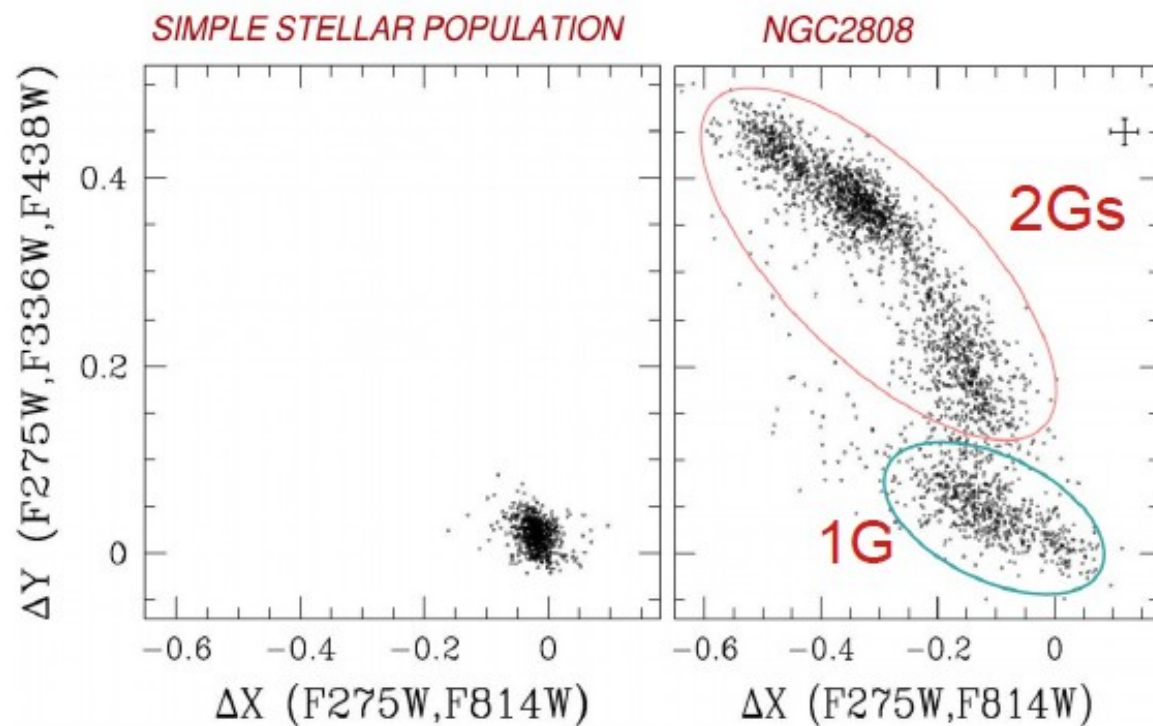 SIMPLE STELLAR POPULATION
NGC2808
ΔY (F275W,F336W,F438W)
0.4
0.2
0
2Gs
1G
−0.6 −0.4 −0.2 0
−0.6 −0.4 −0.2 0
ΔX (F275W,F814W)
ΔX (F275W,F814W)